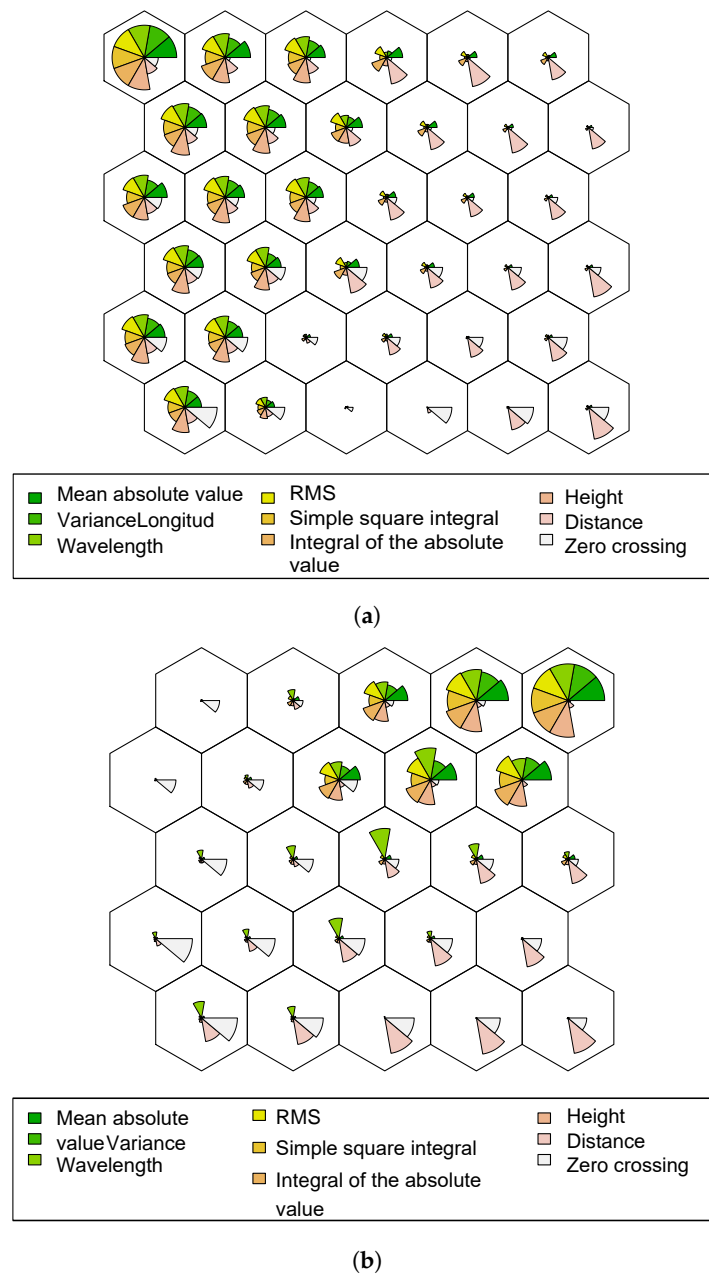 Mean absolute value
VarianceLongitud
Wavelength
RMS
Simple square integral
Integral of the absolute
value
Height
Distance
Zero crossing
(a)
Mean absolute
valueVariance
Wavelength
RMS
Simple square integral
Integral of the absolute
value
Height
Distance
Zero crossing
(b)